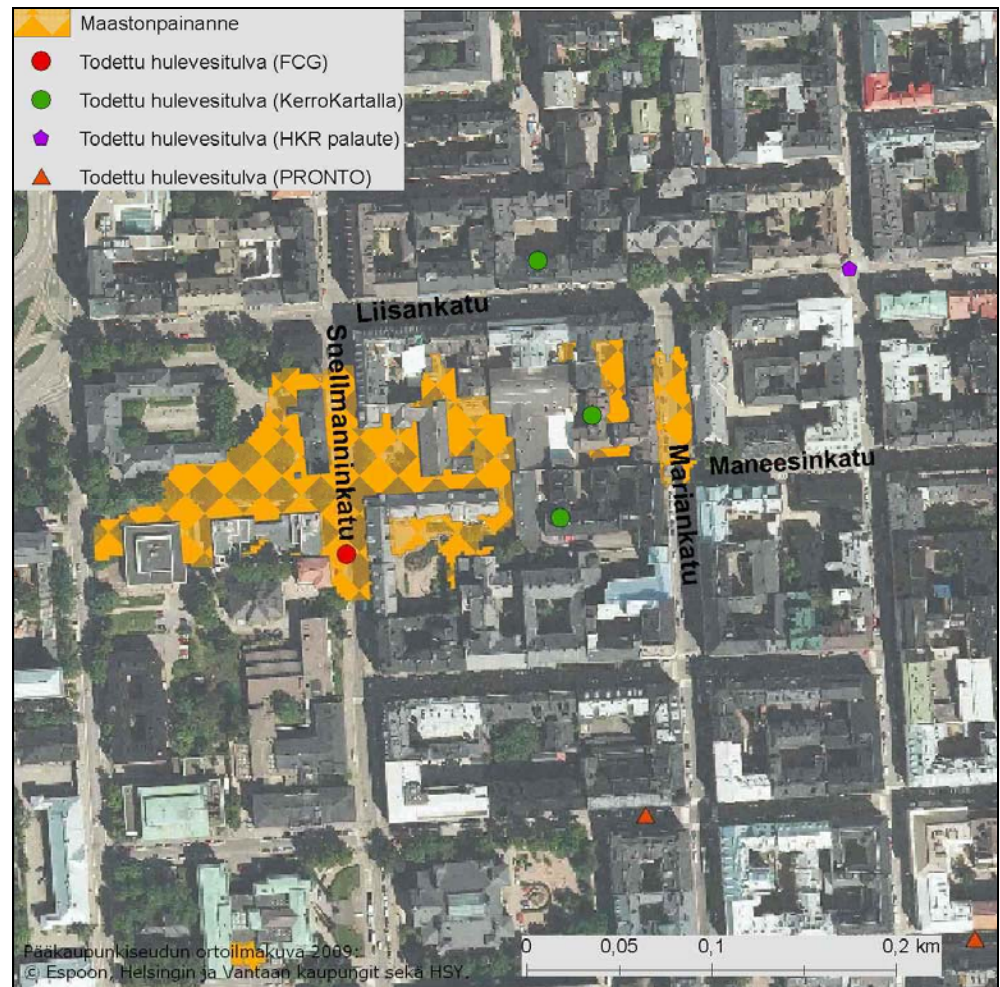 Maastonpainanne
Todettu hulevesitulva (FCG)
Todettu hulevesitulva (KerroKartalla)
Todettu hulevesitulva (HKR palaute)
Todettu hulevesitulva (PRONTO)
Liisankatu
Snellmanninkatu
Mariankatu
Maneesinkatu
Pääkaupunkiseudun ortoilmakuva 2009:
© Espoon, Helsingin ja Vantaan kaupungit sekä HSY.
0 0,05 0,1 0,2 km